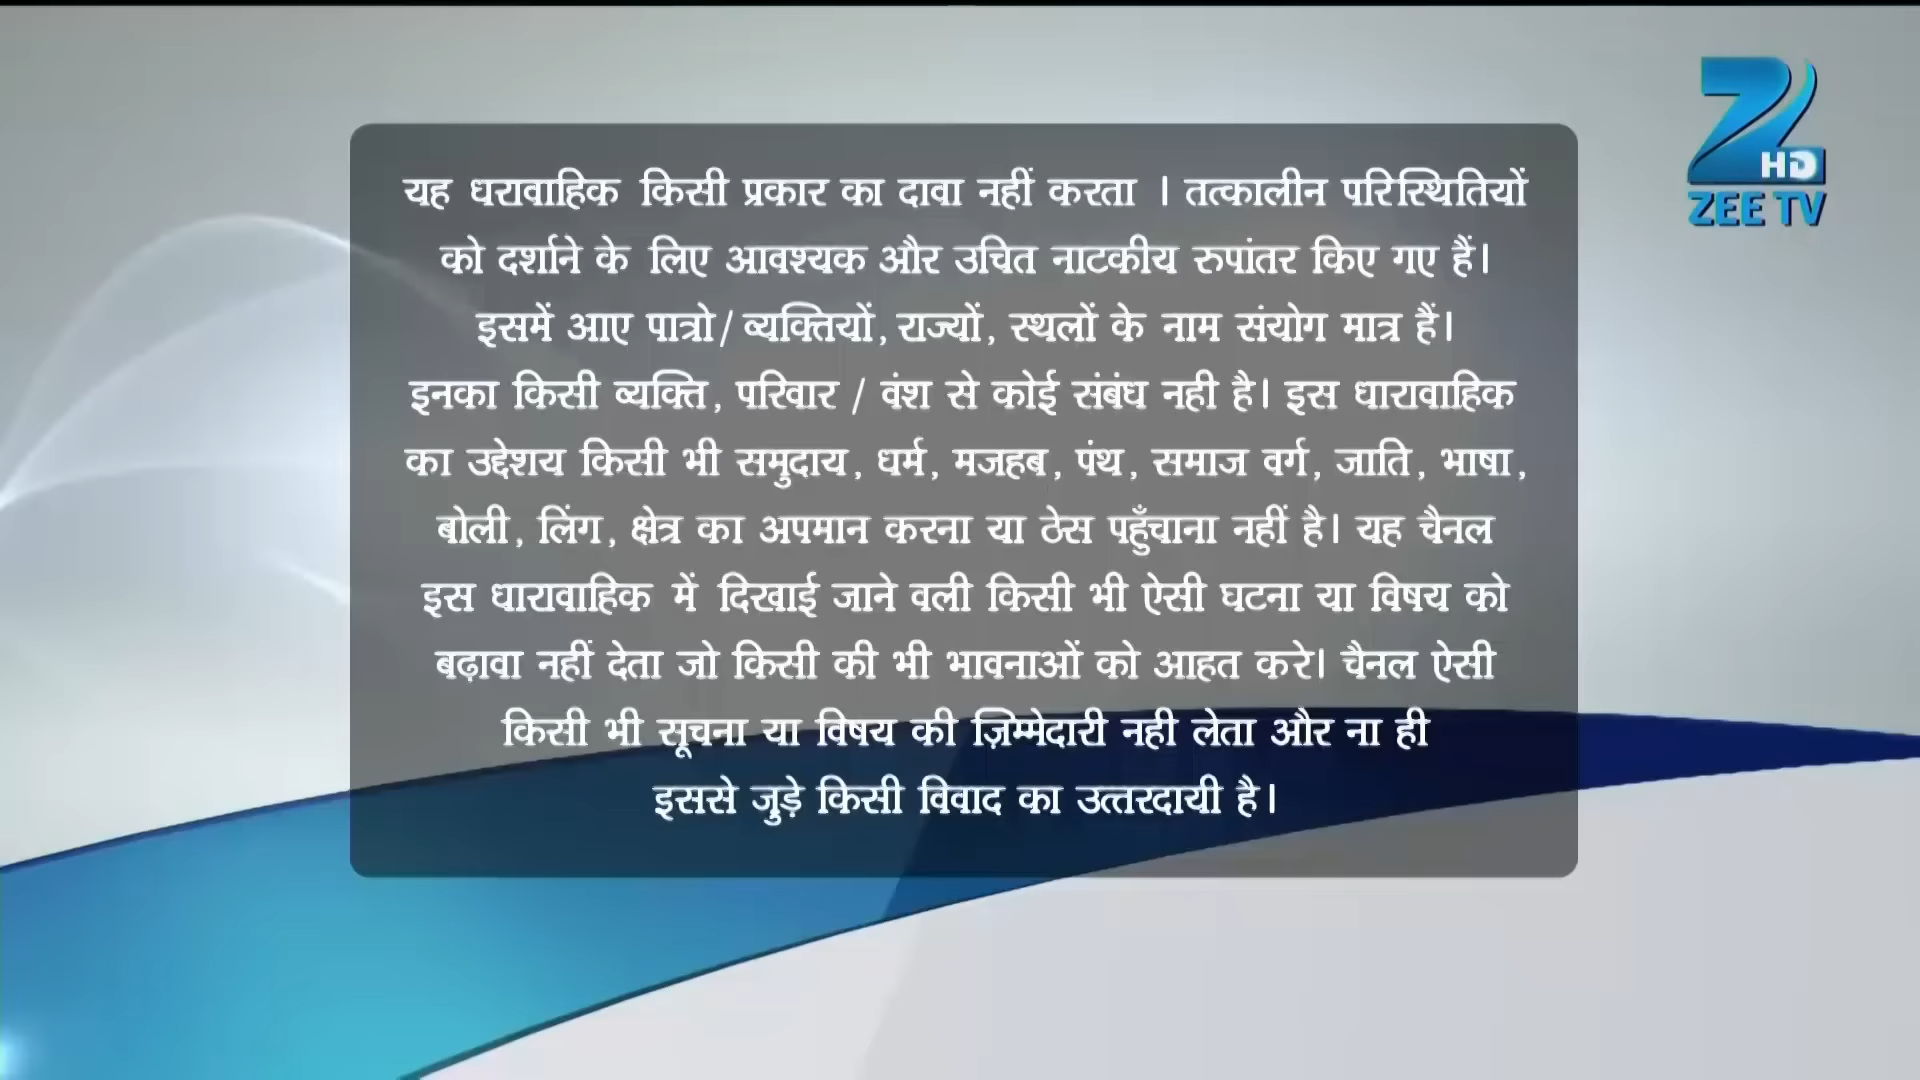 यह धरावाहिक किसी प्रकार का दावा नहीं करता । तत्कालीन परिस्थितियों
को दर्शाने के लिए आवश्यक और उचित नाटकीय रुपांतर किए गए हैं।
इसमें आए पात्रो/ व्यक्तियों, राज्यों, स्थलों के नाम संयोग मात्र हैं।
इनका किसी व्यक्ति, परिवार / वंश से कोई संबंध नही है। इस धारावाहिक
का उद्देशय किसी भी समुदाय, धर्म, मजहब, पंथ, समाज वर्ग, जाति, भाषा,
बोली, लिंग, क्षेत्र का अपमान करना या ठेस पहुँचाना नहीं है। यह चैनल
इस धारावाहिक में दिखाई जाने वली किसी भी ऐसी घटना या विषय को
बढ़ावा नहीं देता जो किसी की भी भावनाओं को आहत करे। चैनल ऐसी
किसी भी सूचना या विषय की ज़िम्मेदारी नही लेता और ना ही
इससे जुड़े किसी विवाद का उत्तरदायी है।
Z HD
ZEE TV